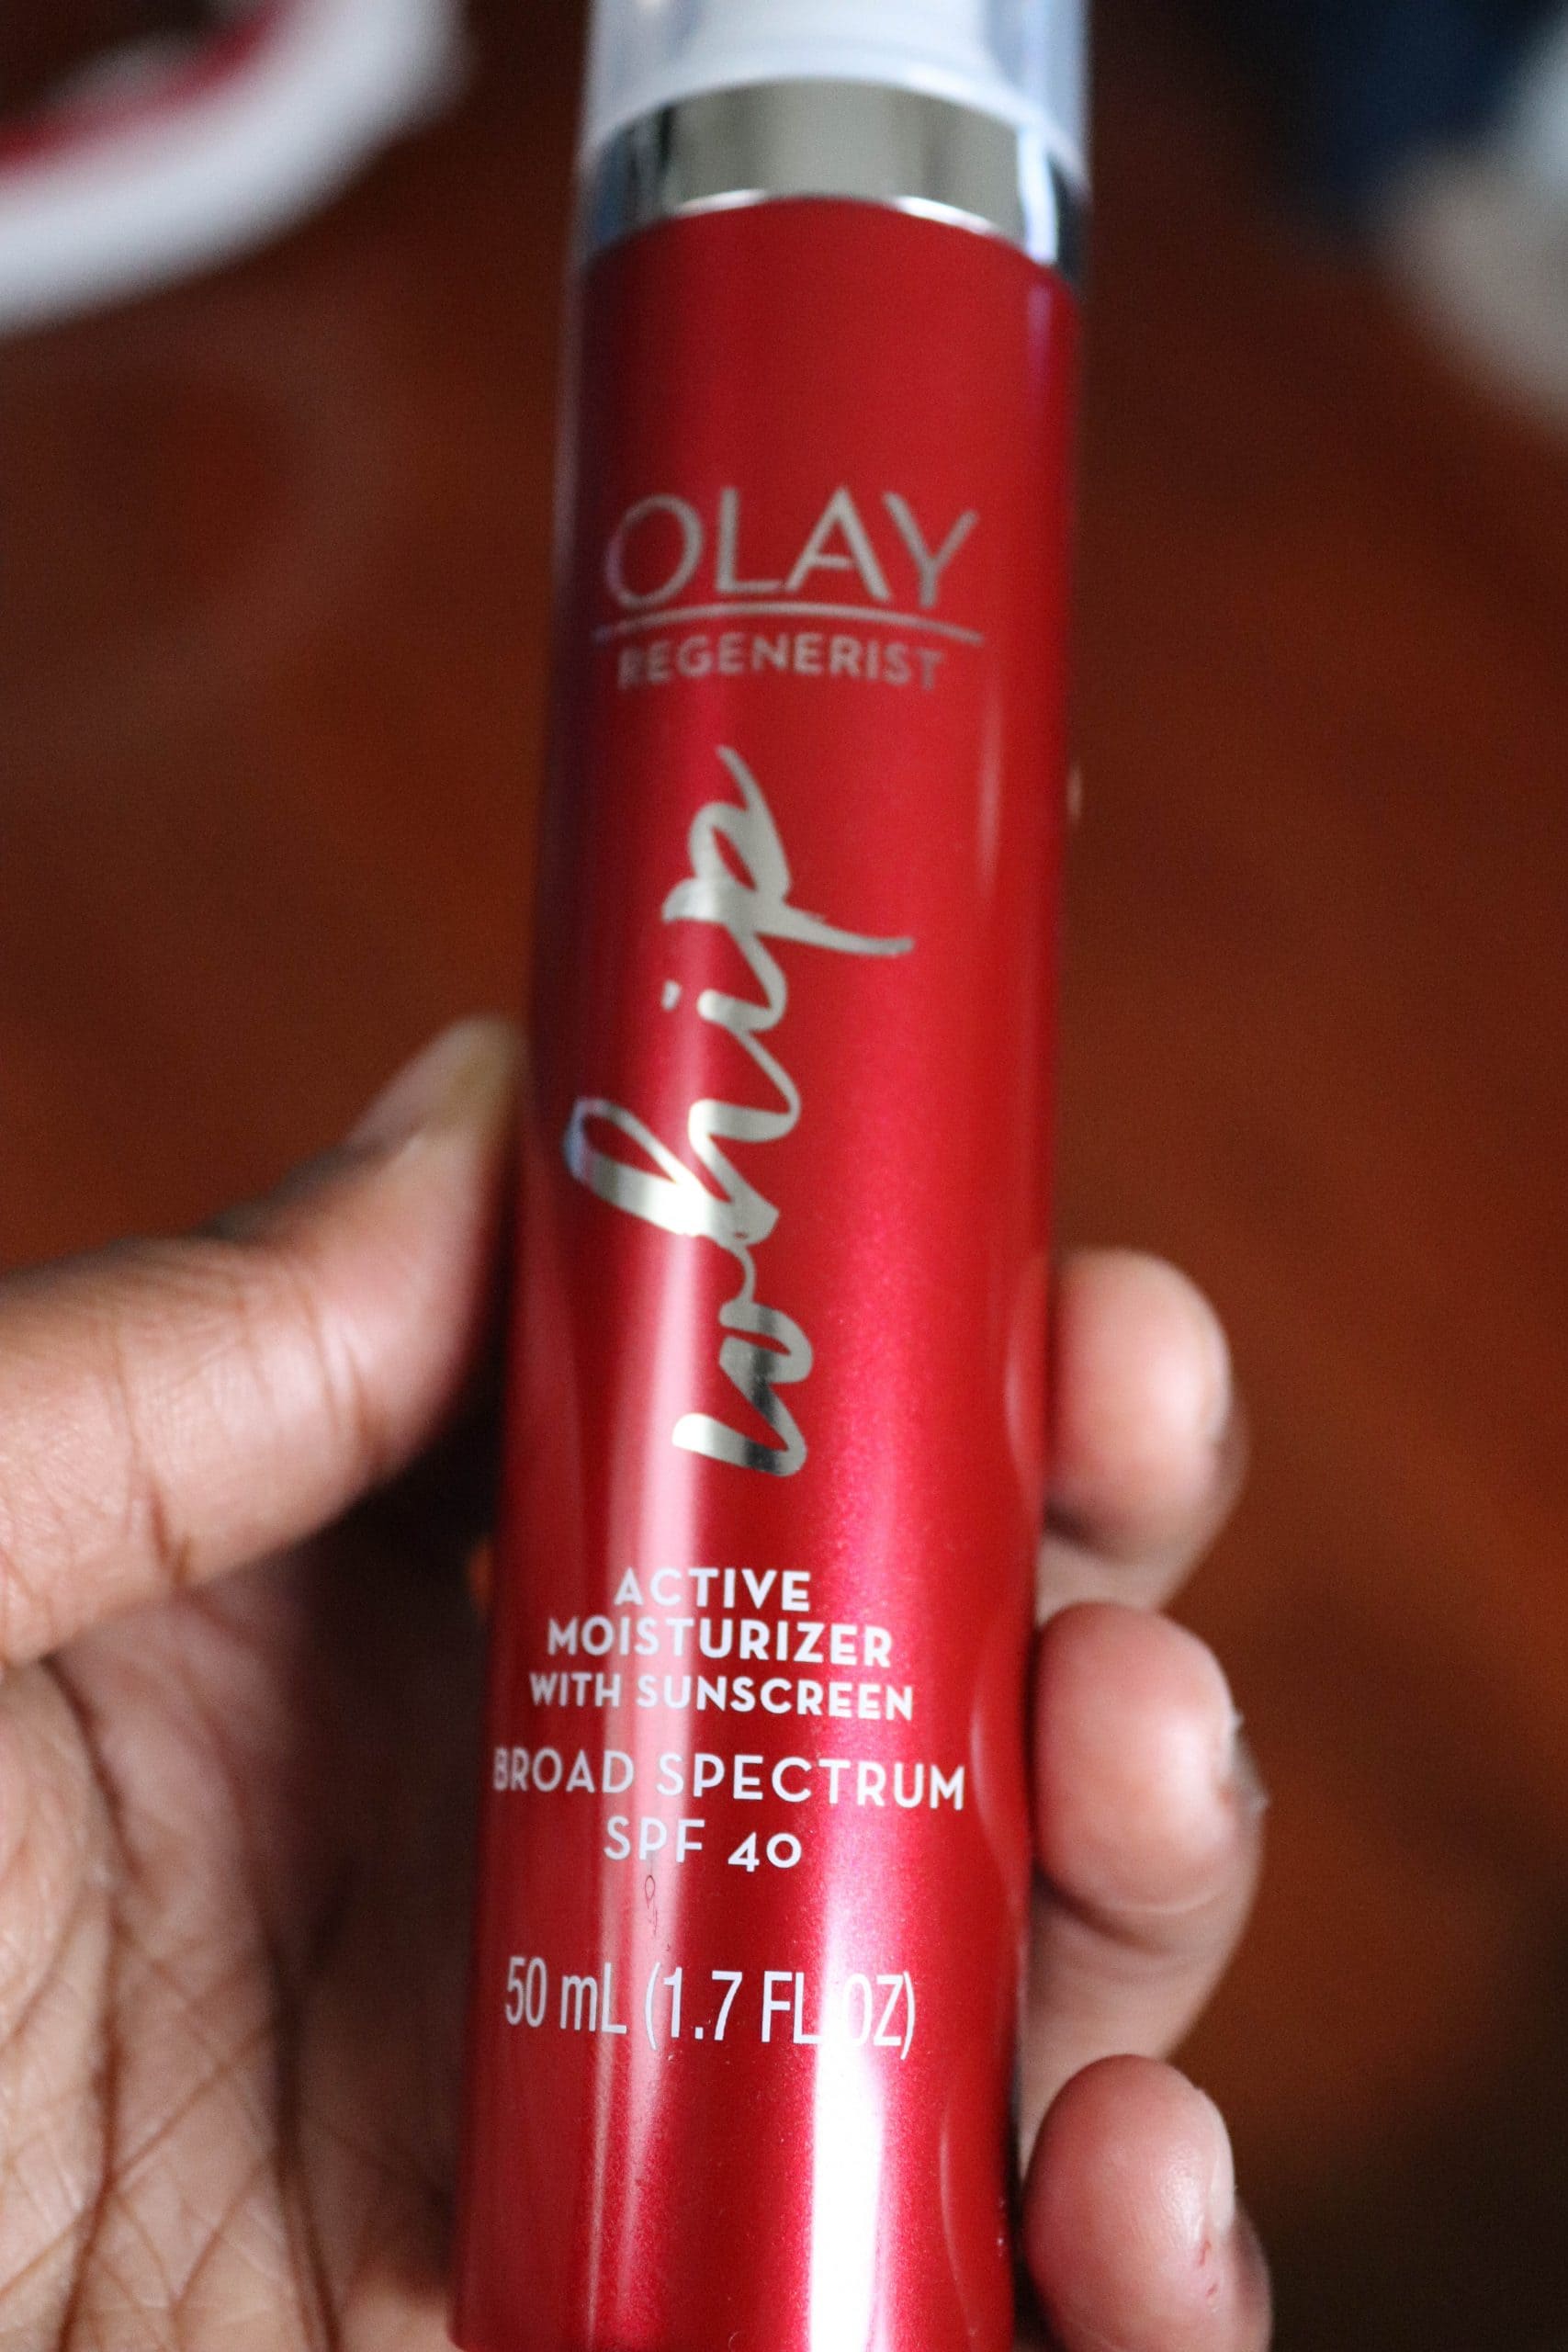 OLAY
REGENERIST
whip
ACTIVE
MOISTURIZER
WITH SUNSCREEN
BROAD SPECTRUM
SPF 40
50 mL (1.7 FL OZ)